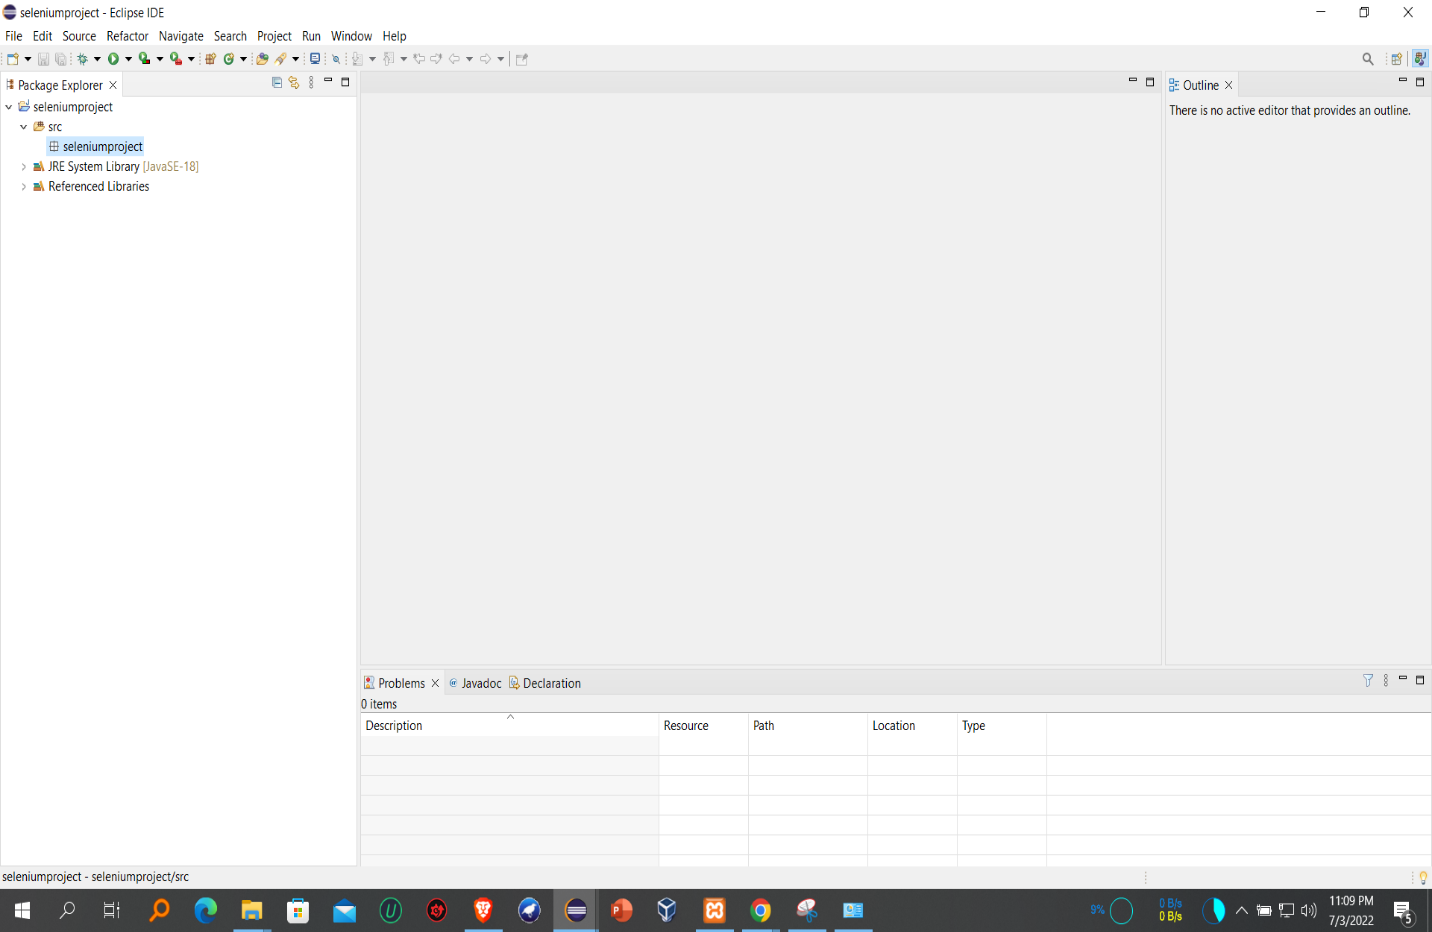 seleniumproject - Eclipse IDE
File Edit Source Refactor Navigate Search Project Run Window Help
Package Explorer
seleniumproject
src
seleniumproject
JRE System Library [JavaSE-18]
Referenced Libraries
Outline
There is no active editor that provides an outline.
Problems Javadoc Declaration
0 items
Description Resource Path Location Type
seleniumproject - seleniumproject/src
9%
0 B/s
0 B/s
11:09 PM
7/3/2022
5